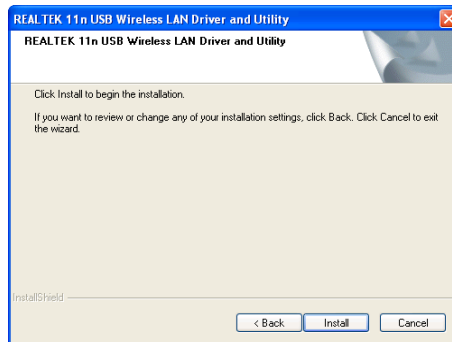 REALTEK 11n USB Wireless LAN Driver and Utility
REALTEK 11n USB Wireless LAN Driver and Utility
Click Install to begin the installation.
If you want to review or change any of your installation settings, click Back. Click Cancel to exit
the wizard.
InstallShield
< Back Install Cancel